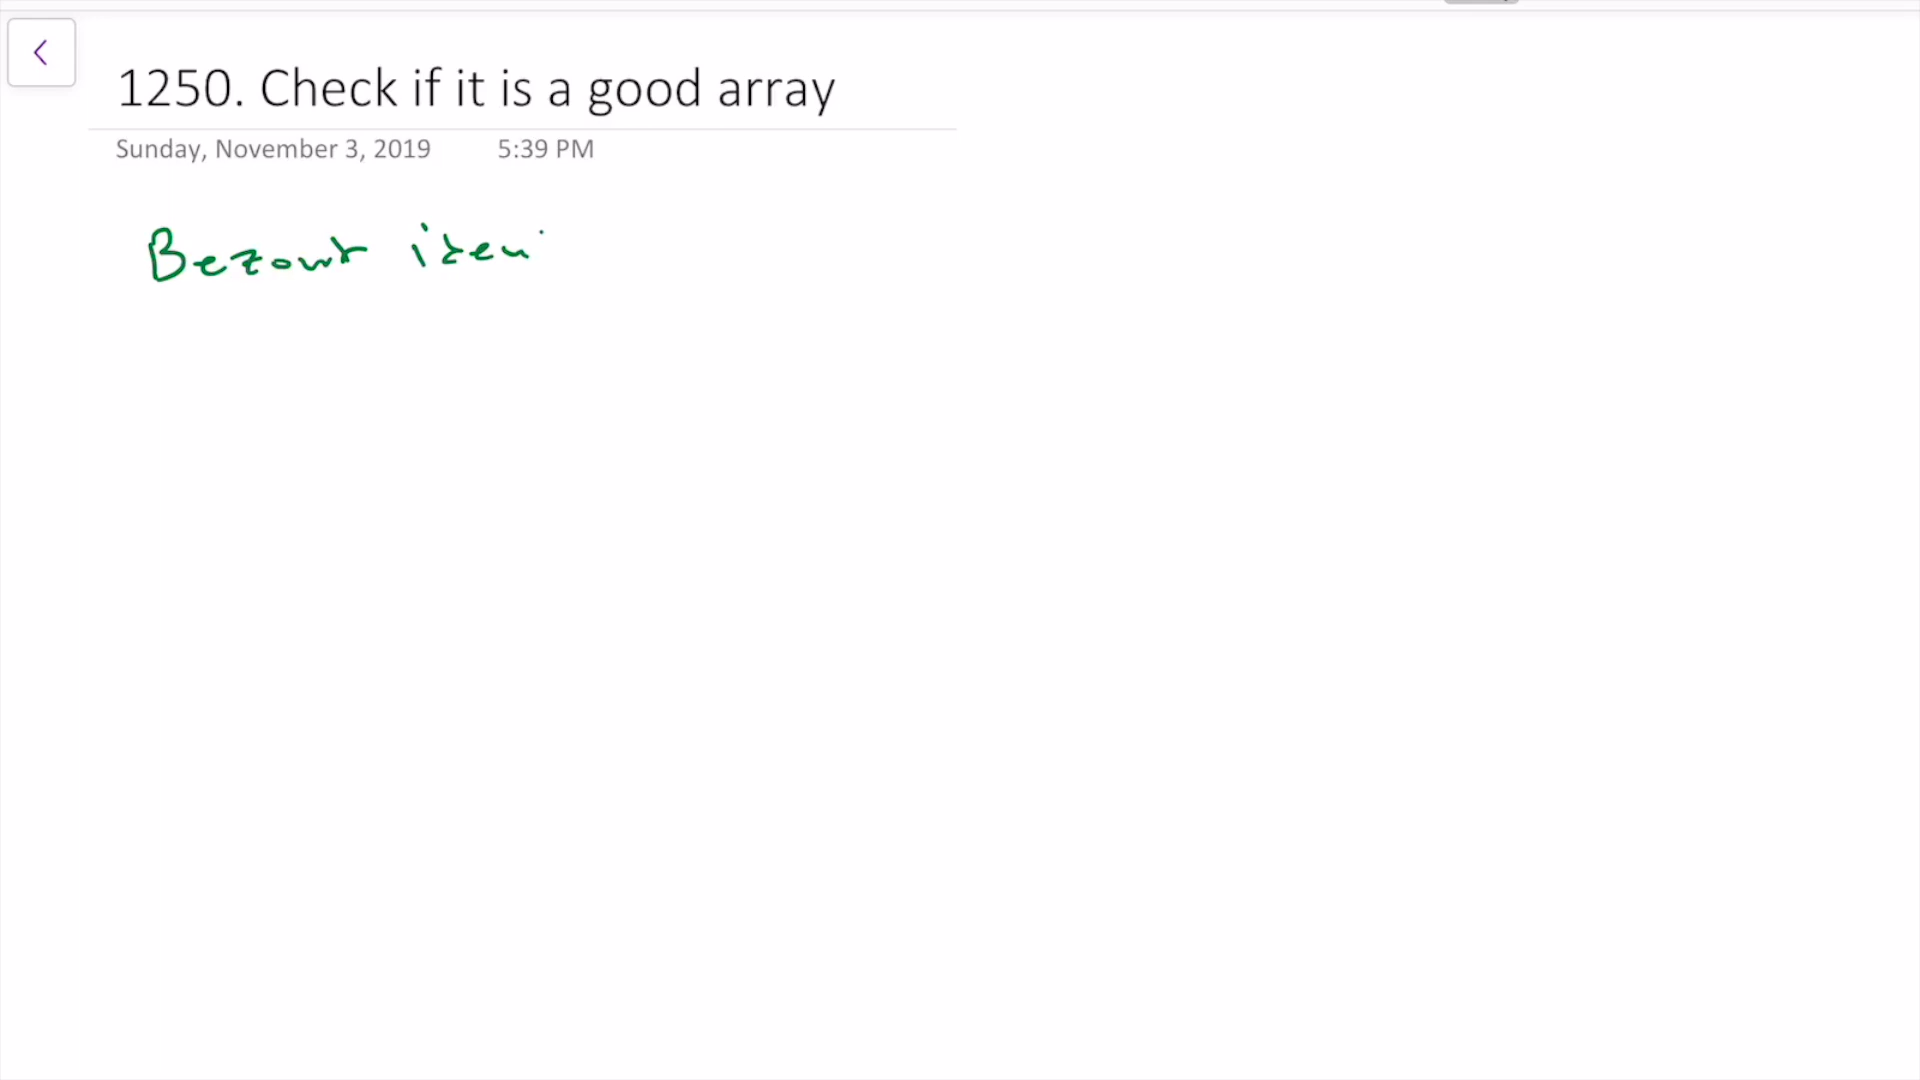 1250. Check if it is a good array
Sunday, November 3, 2019 5:39 PM
Bezout iden